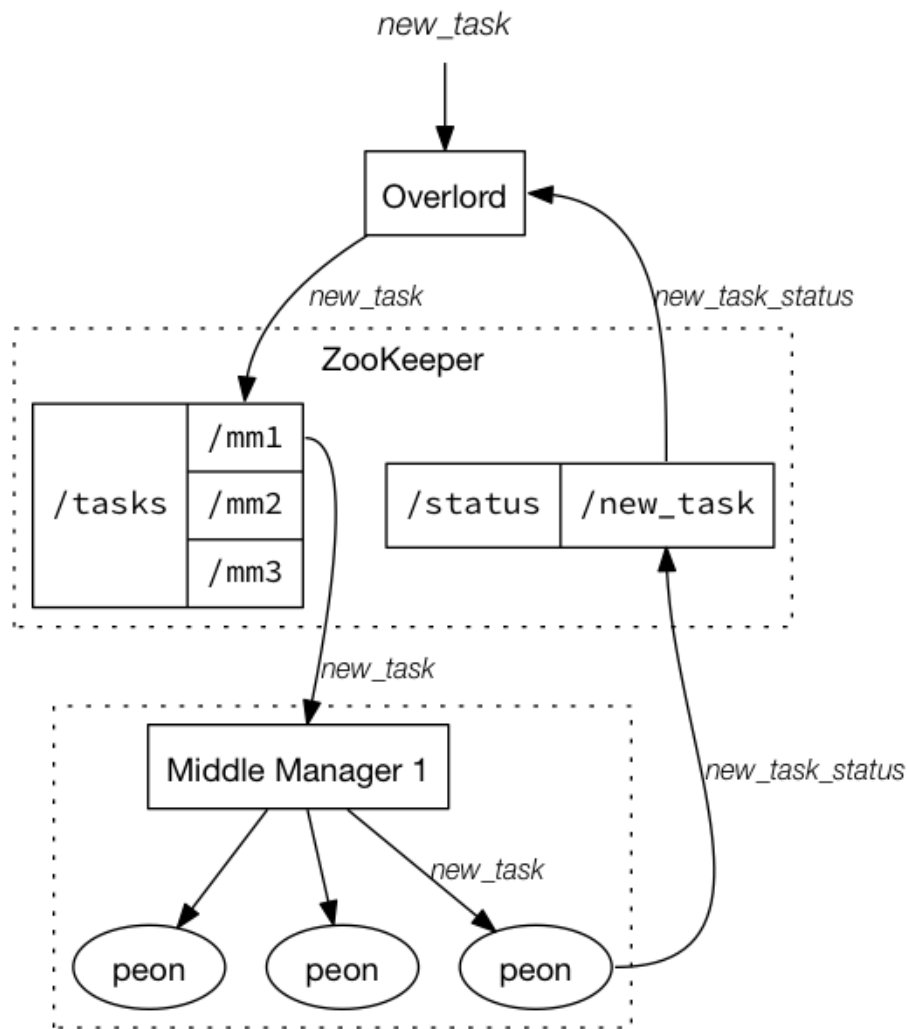 new_task
Overlord
new_task
new_task_status
ZooKeeper
/tasks
/mm1
/mm2
/mm3
/status
/new_task
new_task
Middle Manager 1
new_task_status
new_task
peon
peon
peon